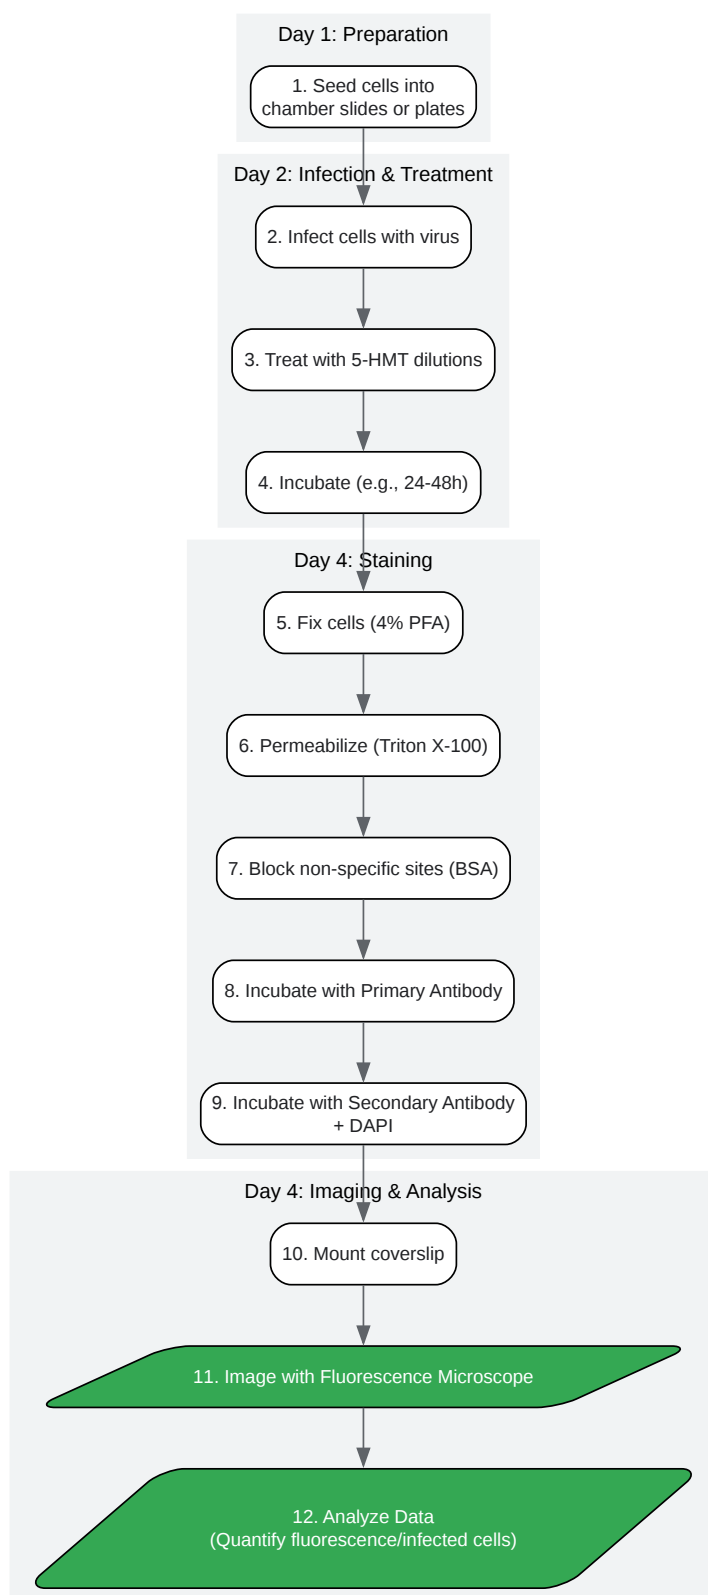 Day 1: Preparation
1. Seed cells into
chamber slides or plates
Day 2: Infection & Treatment
2. Infect cells with virus
3. Treat with 5-HMT dilutions
4. Incubate (e.g., 24-48h)
Day 4: Staining
5. Fix cells (4% PFA)
6. Permeabilize (Triton X-100)
7. Block non-specific sites (BSA)
8. Incubate with Primary Antibody
9. Incubate with Secondary Antibody
+ DAPI
Day 4: Imaging & Analysis
10. Mount coverslip
11. Image with Fluorescence Microscope
12. Analyze Data
(Quantify fluorescence/infected cells)